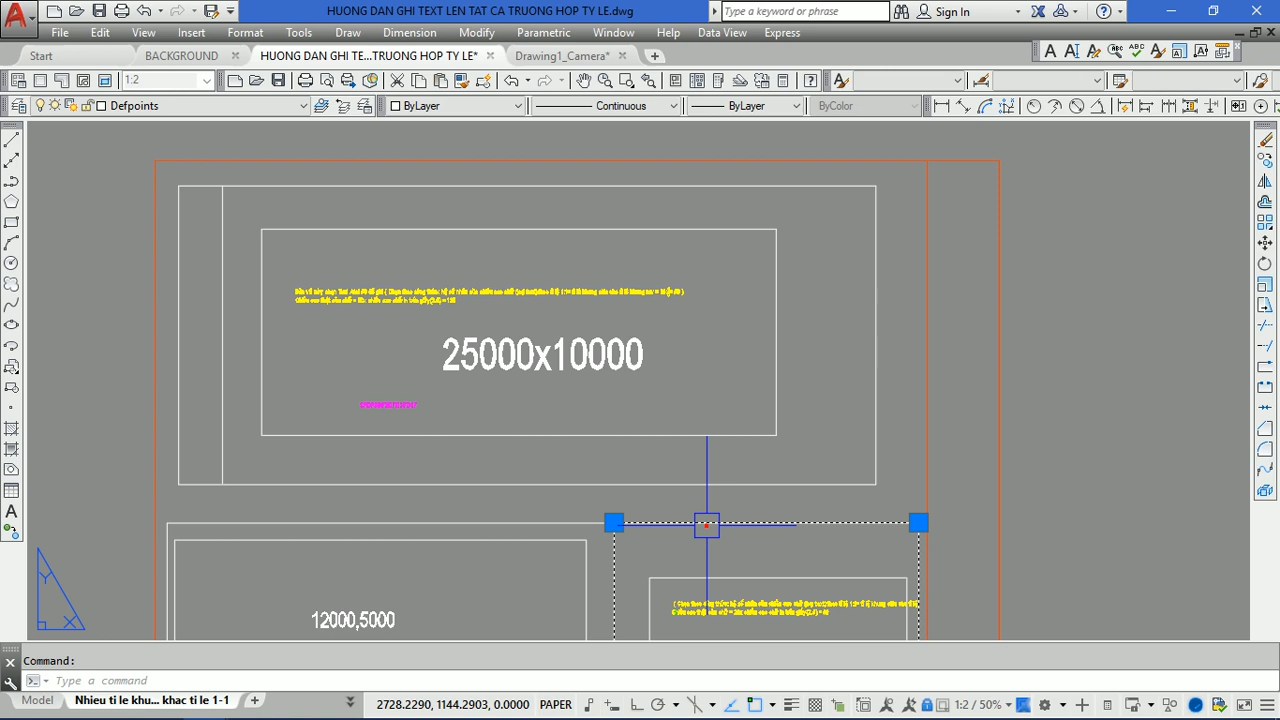 HUONG DAN GHI TEXT LEN TAT CA TRUONG HOP TY LE.dwg
Type a keyword or phrase
Sign In
File Edit View Insert Format Tools Draw Dimension Modify Parametric Window Help Data View Express
Start BACKGROUND HUONG DAN GHI TE...TRUONG HOP TY LE* Drawing1_Camera*
1:2
Defpoints ByLayer Continuous ByLayer ByColor
25000x10000
12000,5000
Y X
Command:
Type a command
Model Nhieu ti le khu... khac ti le 1-1 2728.2290, 1144.2903, 0.0000 PAPER 1:2 / 50%